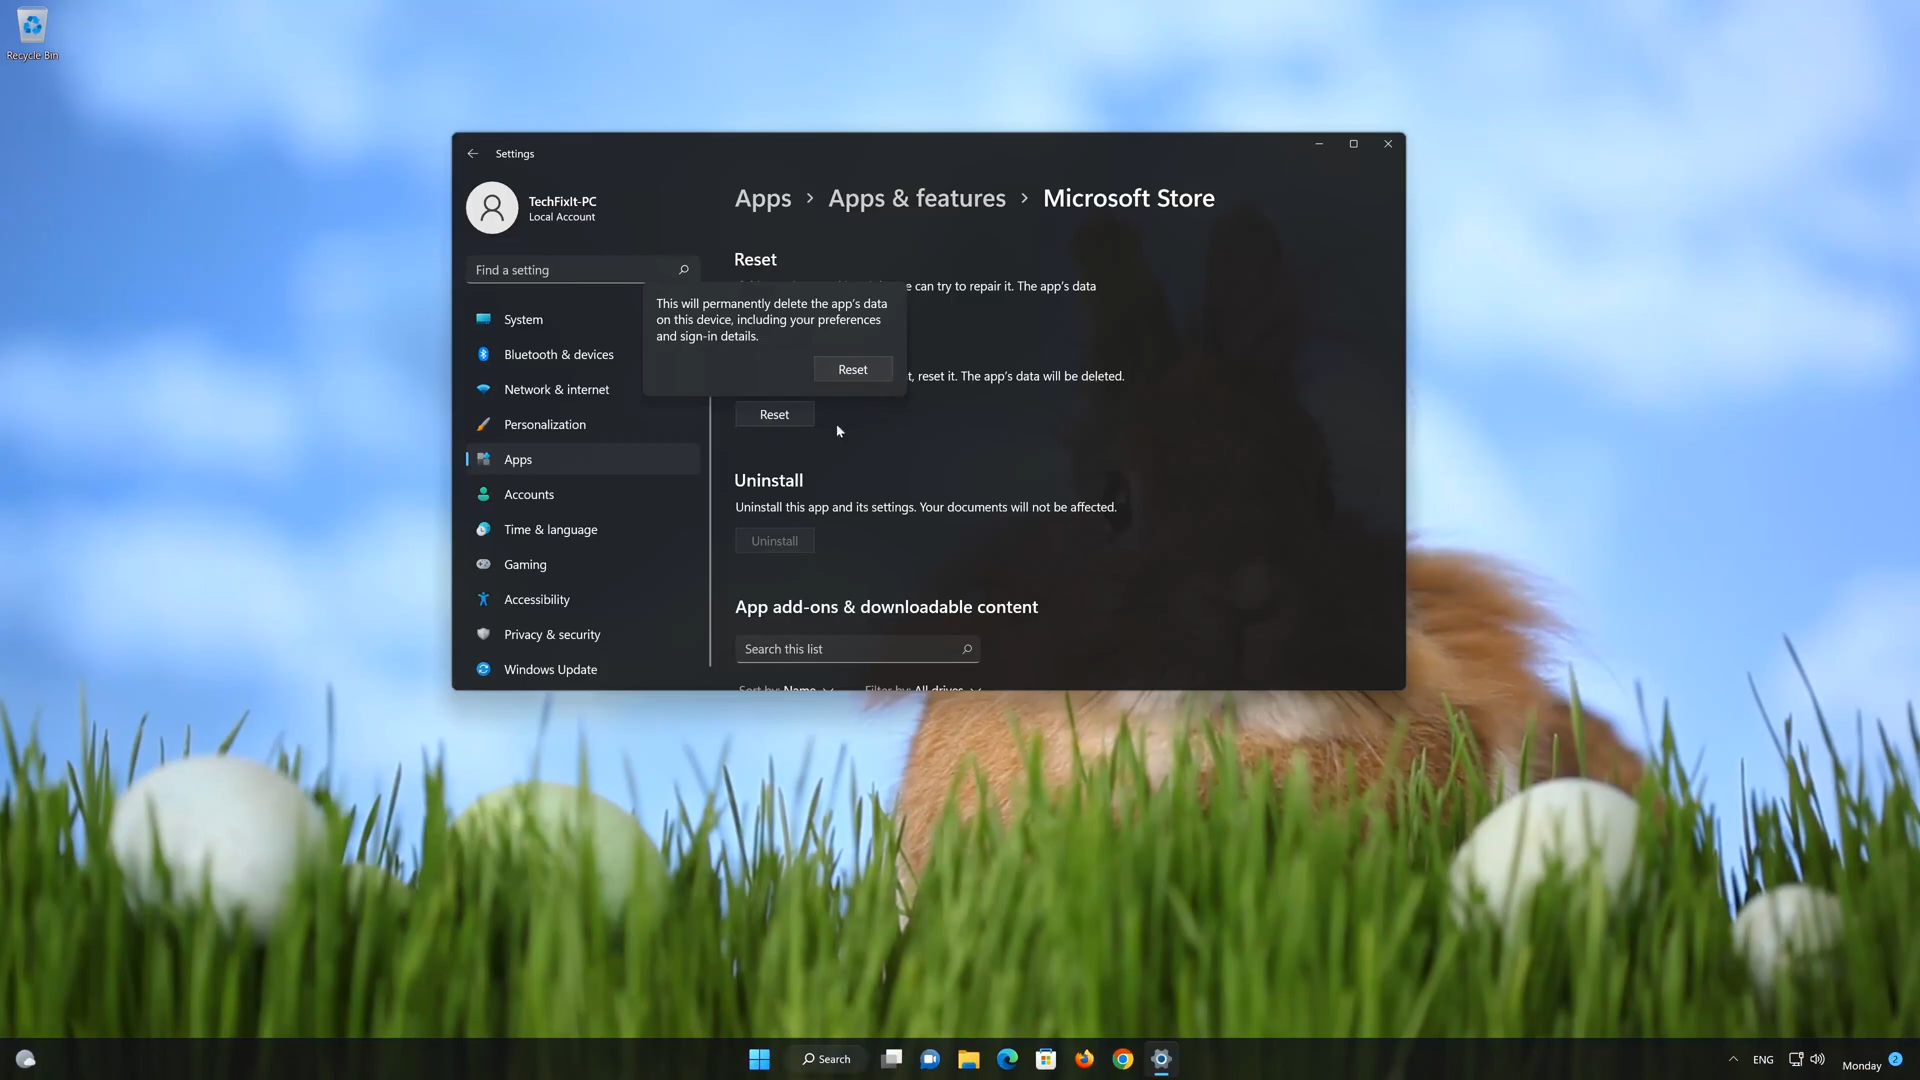 Recycle Bin
Settings
TechFixIt-PC
Local Account
Find a setting
System
Bluetooth & devices
Network & internet
Personalization
Apps
Accounts
Time & language
Gaming
Accessibility
Privacy & security
Windows Update
Apps > Apps & features > Microsoft Store
Reset
can try to repair it. The app's data
This will permanently delete the app's data
on this device, including your preferences
and sign-in details.
Reset
reset it. The app's data will be deleted.
Reset
Uninstall
Uninstall this app and its settings. Your documents will not be affected.
Uninstall
App add-ons & downloadable content
Search this list
Sort by: Name Filter by: All drives
Search
ENG
Monday
2